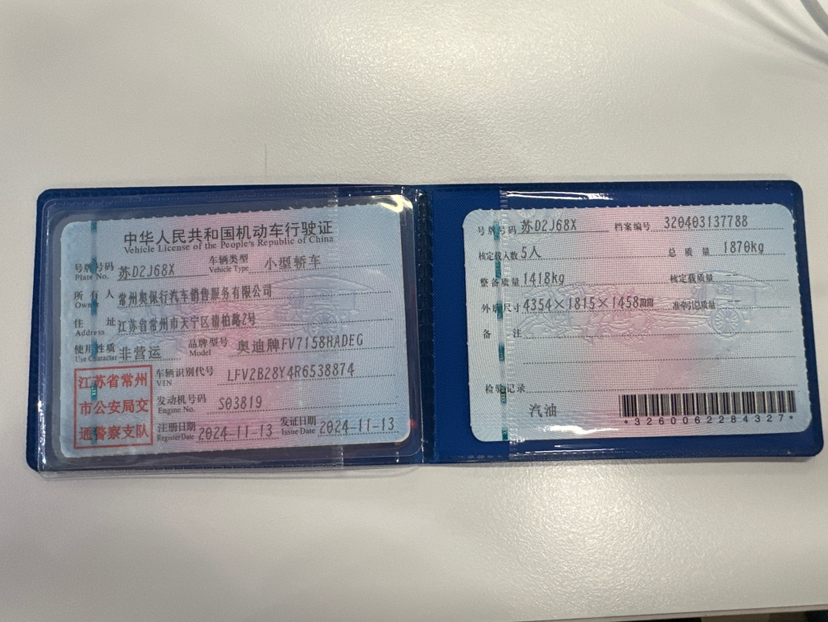 中华人民共和国机动车行驶证
Vehicle License of the People's Republic of China
号牌号码 苏D2J68X 车辆类型 小型轿车
Plate No. Vehicle Type
所有人 常州奥保行汽车销售服务有限公司
Owner
住址 江苏省常州市天宁区清柏路2号
Address
使用性质 非营运 品牌型号 奥迪牌FV7158HADEG
Use Character Model
车辆识别代号 LFV2B28Y4R6538874
VIN
发动机号码 S03819
Engine No.
注册日期 2024-11-13 发证日期 2024-11-13
Register Date Issue Date
江苏省常州
市公安局交
通警察支队
号牌号码 苏D2J68X 档案编号 320403137788
核定载人数 5人 总质量 1870kg
整备质量 1418kg 核定载质量
外廓尺寸 4354×1815×1458mm 准牵引总质量 --
备注
检验记录
汽油
*3260062284327*